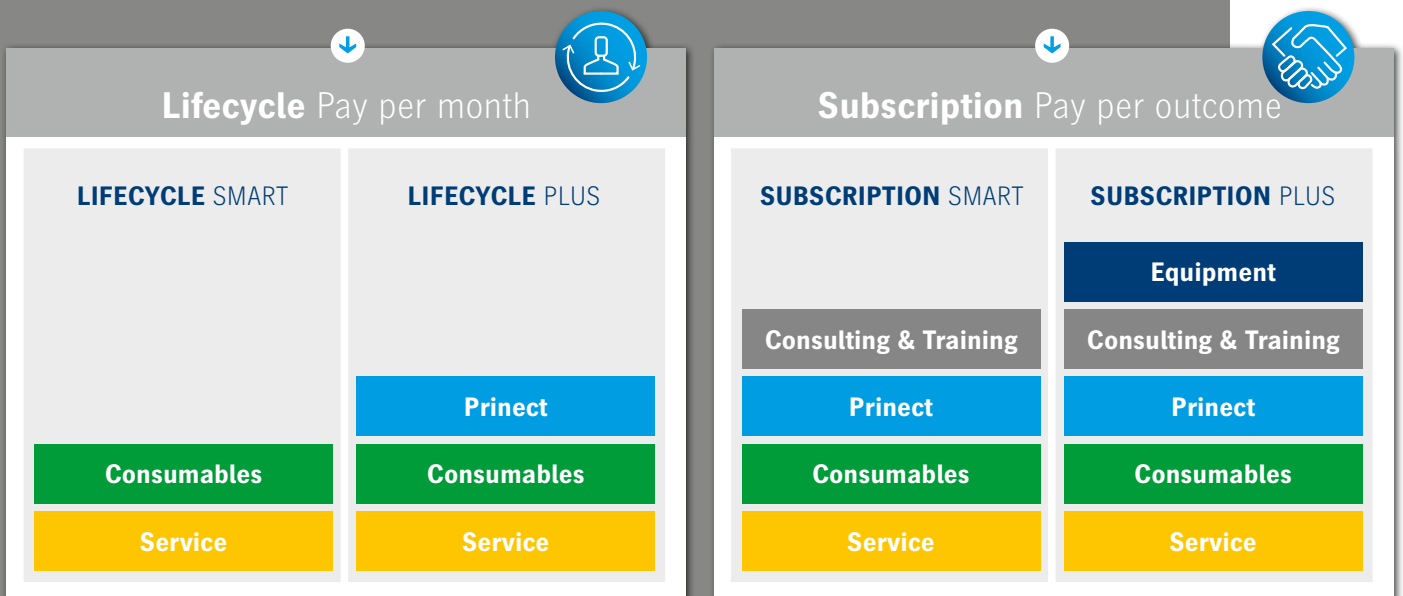 Lifecycle Pay per month
LIFECYCLE SMART
Consumables
Service
LIFECYCLE PLUS
Prinect
Consumables
Service
Subscription Pay per outcome
SUBSCRIPTION SMART
Consulting & Training
Prinect
Consumables
Service
SUBSCRIPTION PLUS
Equipment
Consulting & Training
Prinect
Consumables
Service